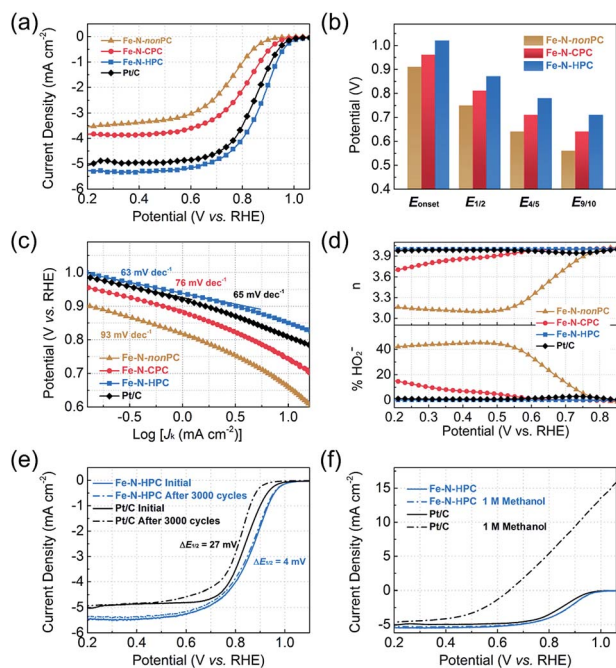 (a)
Fe-N-nonPC
Fe-N-CPC
Fe-N-HPC
Pt/C
Current Density (mA cm-2)
0
-1
-2
-3
-4
-5
-6
0.2 0.4 0.6 0.8 1.0
Potential (V vs. RHE)
(b)
Fe-N-nonPC
Fe-N-CPC
Fe-N-HPC
Potential (V)
1.0
0.9
0.8
0.7
0.6
0.5
0.4
Eonset E1/2 E4/5 E9/10
(c)
63 mV dec-1
76 mV dec-1
65 mV dec-1
93 mV dec-1
Fe-N-nonPC
Fe-N-CPC
Fe-N-HPC
Pt/C
Potential (V vs. RHE)
1.1
1.0
0.9
0.8
0.7
0.6
-0.5 0.0 0.5 1.0
Log [Jk (mA cm-2)]
(d)
n
3.9
3.6
3.3
3.0
Fe-N-nonPC
Fe-N-CPC
Fe-N-HPC
Pt/C
% HO2-
40
20
0
0.2 0.3 0.4 0.5 0.6 0.7 0.8
Potential (V vs. RHE)
(e)
Fe-N-HPC Initial
Fe-N-HPC After 3000 cycles
Pt/C Initial
Pt/C After 3000 cycles
ΔE1/2 = 27 mV
ΔE1/2 = 4 mV
Current Density (mA cm-2)
0
-1
-2
-3
-4
-5
-6
0.2 0.4 0.6 0.8 1.0
Potential (V vs. RHE)
(f)
Fe-N-HPC
Fe-N-HPC 1 M Methanol
Pt/C
Pt/C 1 M Methanol
Current Density (mA cm-2)
15
10
5
0
-5
0.2 0.4 0.6 0.8 1.0
Potential (V vs. RHE)